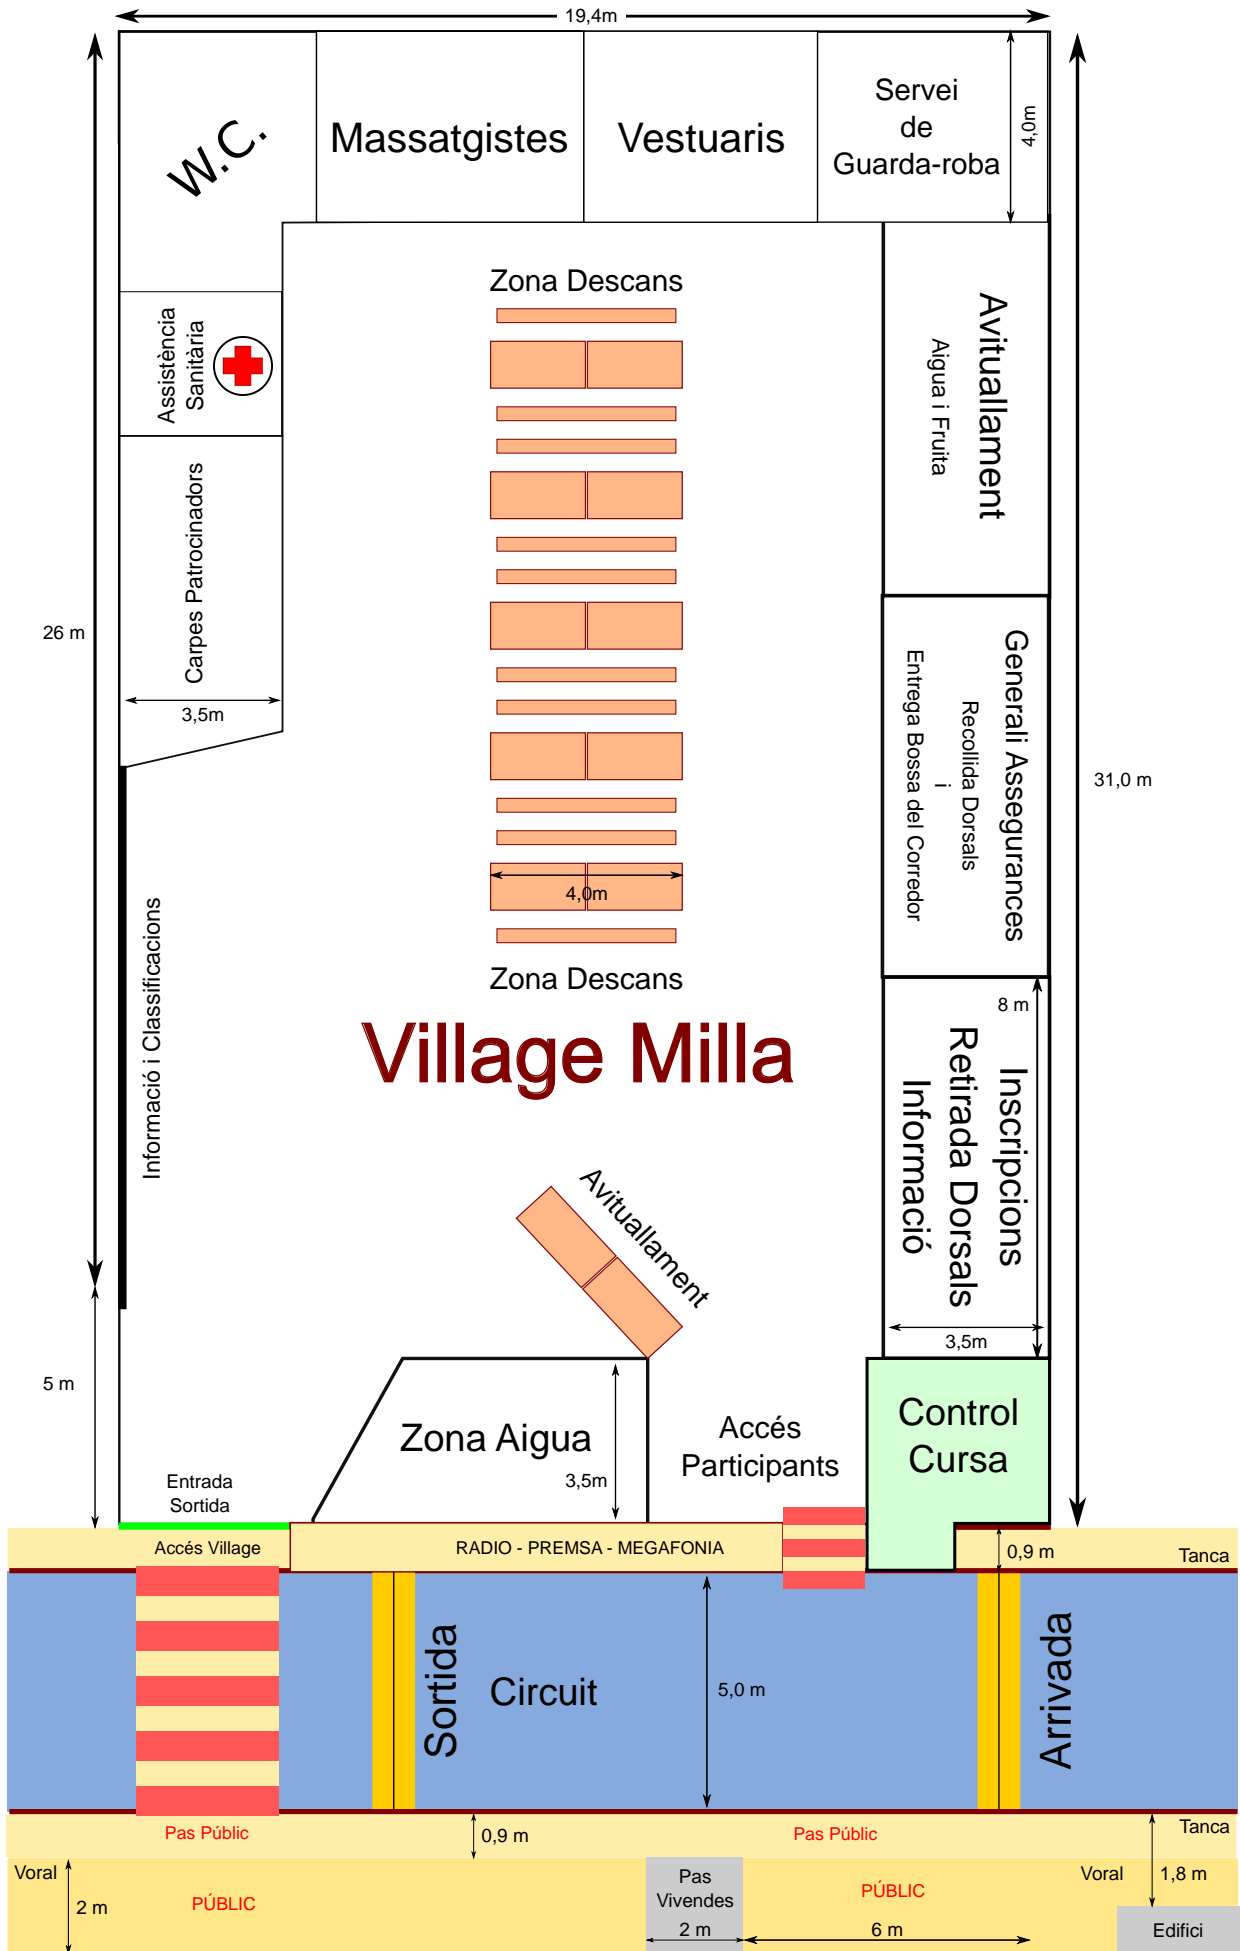 19,4m
W.C.
Massatgistes
Vestuaris
Servei
de
Guarda-roba
4,0m
Zona Descans
Assistència
Sanitària
Avituallament
Aigua i Fruita
Carpes Patrocinadors
3,5m
26 m
Generali Assegurances
Recollida Dorsals
i
Entrega Bossa del Corredor
31,0 m
4,0m
Zona Descans
Informació i Classificacions
Village Milla
8 m
Inscripcions
Retirada Dorsals
Informació
3,5m
Avituallament
5 m
Zona Aigua
3,5m
Accés
Participants
Control
Cursa
Entrada
Sortida
Accés Village
RADIO - PREMSA - MEGAFONIA
0,9 m
Tanca
Sortida
Circuit
5,0 m
Arrivada
Pas Públic
0,9 m
Pas Públic
Tanca
Voral
2 m
PÚBLIC
Pas
Vivendes
2 m
PÚBLIC
6 m
Voral
1,8 m
Edifici